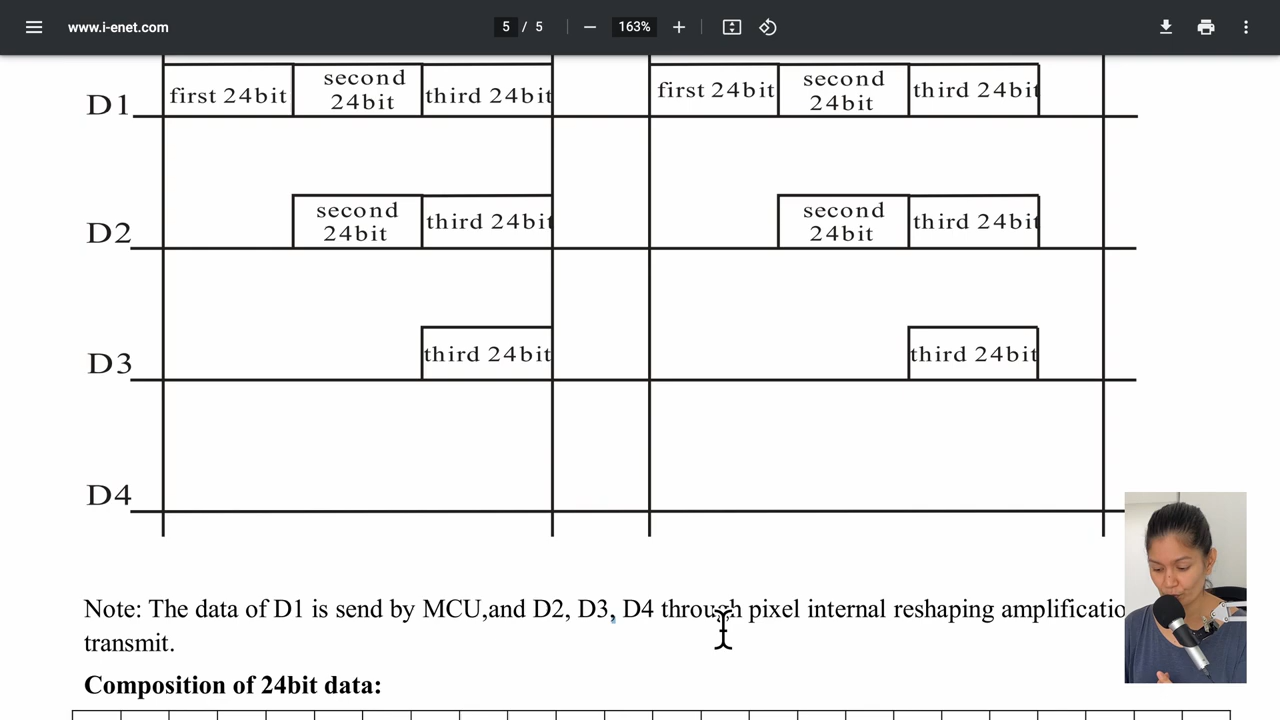 www.i-enet.com 5 / 5 163%
second second
first 24bit 24bit third 24bit first 24bit 24bit third 24bit
D1
second third 24bit second third 24bit
24bit 24bit
D2
third 24bit third 24bit
D3
D4
Note: The data of D1 is send by MCU,and D2, D3, D4 through pixel internal reshaping amplificatio
transmit.
Composition of 24bit data: